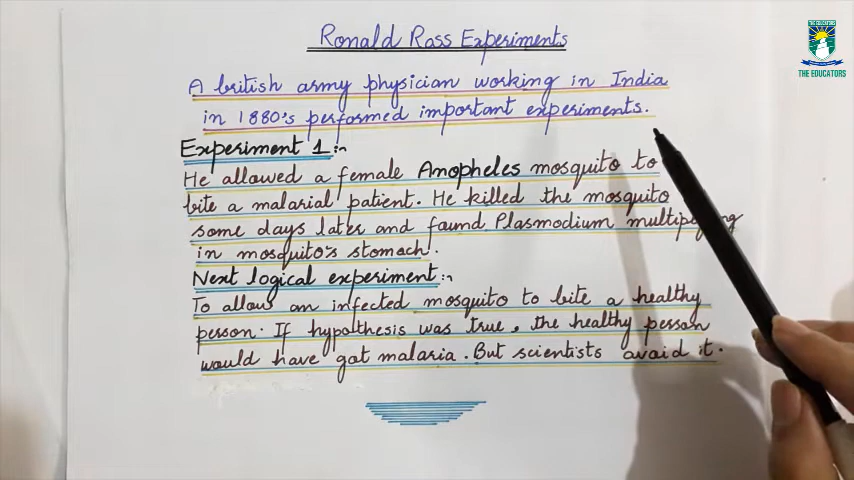 Ronald Ross Experiments
A british army physician working in India
in 1880's performed important experiments.
Experiment 1:-
He allowed a female Anopheles mosquito to
bite a malarial patient. He killed the mosquito
some days later and found Plasmodium multiplying
in mosquito's stomach.
Next logical experiment:-
To allow an infected mosquito to bite a healthy
person. If hypothesis was true, the healthy person
would have got malaria. But scientists avoid it.
THE EDUCATORS
THE EDUCATORS